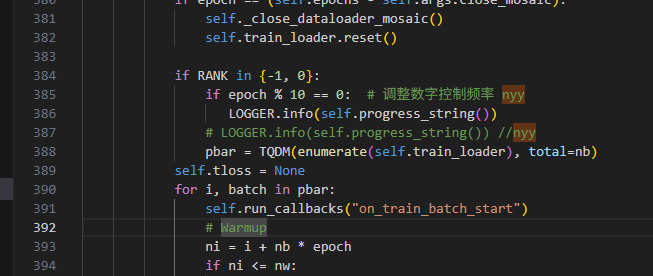 380 if epoch == (self.epochs - self.args.close_mosaic):
381 self._close_dataloader_mosaic()
382 self.train_loader.reset()
383
384 if RANK in {-1, 0}:
385 if epoch % 10 == 0:  # 调整数字控制频率 nyy
386 LOGGER.info(self.progress_string())
387 # LOGGER.info(self.progress_string()) //nyy
388 pbar = TQDM(enumerate(self.train_loader), total=nb)
389 self.tloss = None
390 for i, batch in pbar:
391 self.run_callbacks("on_train_batch_start")
392 # Warmup
393 ni = i + nb * epoch
394 if ni <= nw: